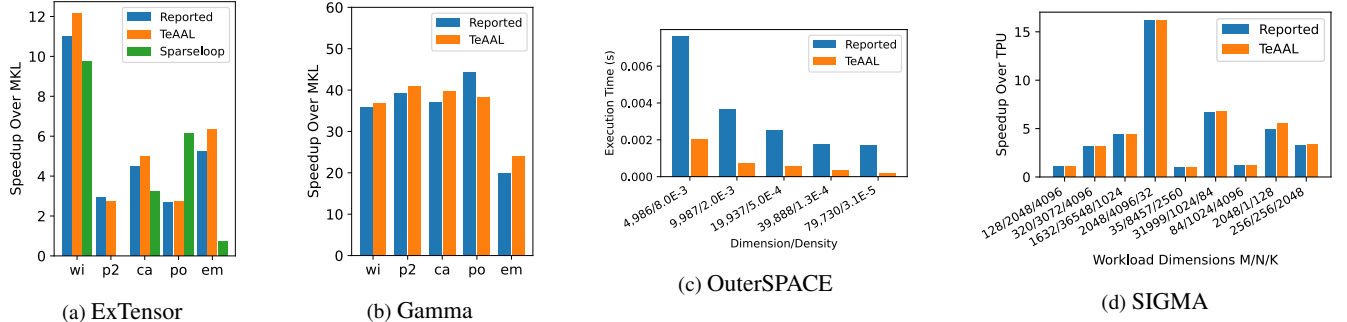 Speedup Over MKL
12
10
8
6
4
2
0
Reported
TeAAL
Sparseloop
wi p2 ca po em
(a) ExTensor
Speedup Over MKL
60
50
40
30
20
10
0
Reported
TeAAL
wi p2 ca po em
(b) Gamma
Execution Time (s)
0.006
0.004
0.002
0.000
Reported
TeAAL
4,986/8.0E-3
9,987/2.0E-3
19,937/5.0E-4
39,888/1.3E-4
79,730/3.1E-5
Dimension/Density
(c) OuterSPACE
Speedup Over TPU
15
10
5
0
Reported
TeAAL
128/2048/4096
320/3072/4096
1632/36548/1024
2048/4096/32
35/8457/2560
31999/1024/84
84/1024/4096
2048/1/128
256/256/2048
Workload Dimensions M/N/K
(d) SIGMA